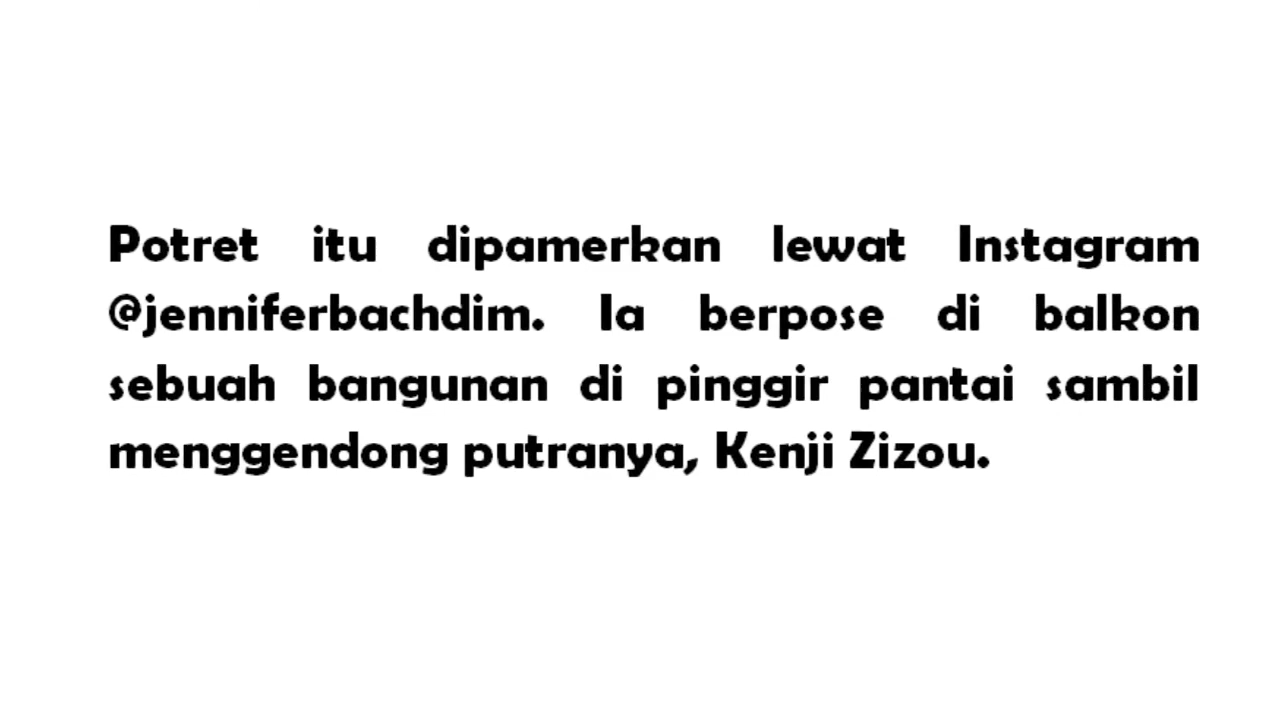 Potret itu dipamerkan lewat Instagram
@jenniferbachdim. Ia berpose di balkon
sebuah bangunan di pinggir pantai sambil
menggendong putranya, Kenji Zizou.